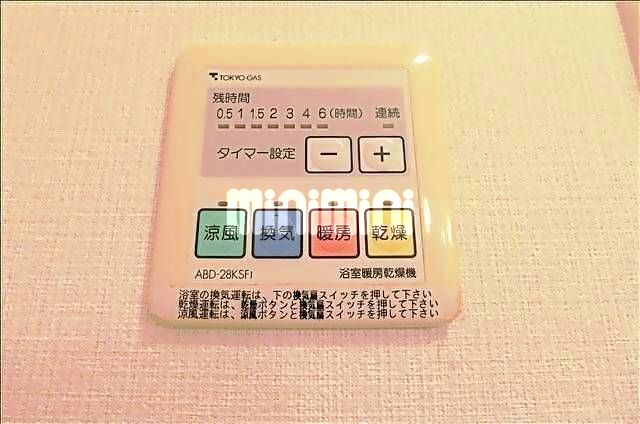 TOKYO GAS
残時間
0.5 1 1.5 2 3 4 6 (時間) 連続
タイマー設定 − +
minimini
涼風 換気 暖房 乾燥
ABD-28KSF1 浴室暖房乾燥機
浴室の換気運転は、下の換気扇スイッチを押して下さい
乾燥運転は、乾燥ボタンと換気扇スイッチを押して下さい
涼風運転は、涼風ボタンと換気扇スイッチを押して下さい